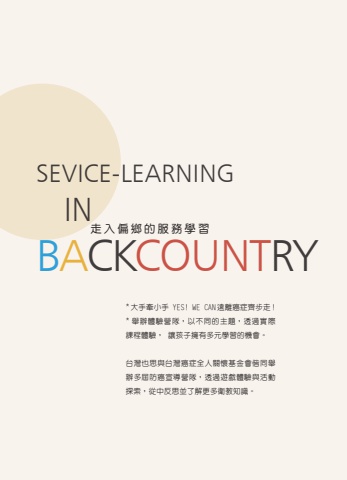 SEVICE-LEARNING
IN
走入偏鄉的服務學習
BACKCOUNTRY
*大手牽小手 YES! WE CAN遠離癌症齊步走!
*舉辦體驗營隊，以不同的主題，透過實際
課程體驗， 讓孩子擁有多元學習的機會。
台灣也思與台灣癌症全人關懷基金會偕同舉
辦多屆防癌宣導營隊，透過遊戲體驗與活動
探索，從中反思並了解更多衛教知識。